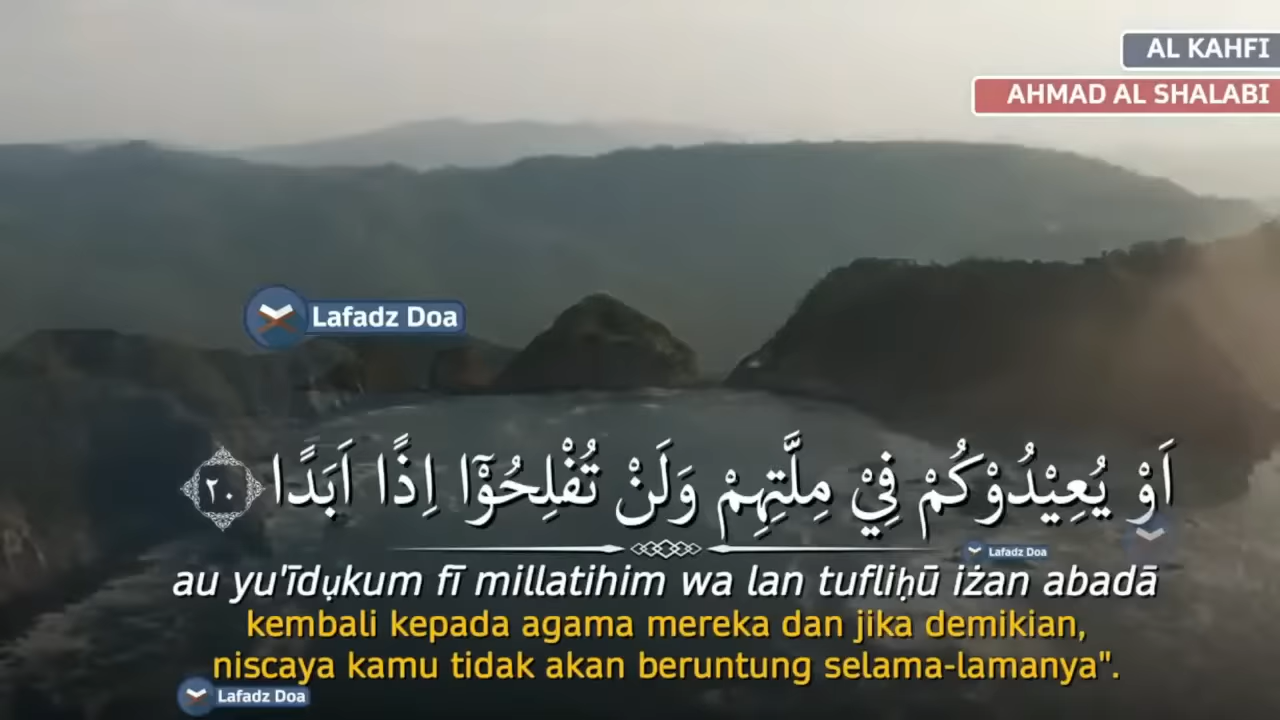 AL KAHFI
AHMAD AL SHALABI
Lafadz Doa
اَوْ يُعِيْدُوْكُمْ فِيْ مِلَّتِهِمْ وَلَنْ تُفْلِحُوْٓا اِذًا اَبَدًا ٢٠
Lafadz Doa
au yu'īdụkum fī millatihim wa lan tufliḥū iżan abadā
kembali kepada agama mereka dan jika demikian,
niscaya kamu tidak akan beruntung selama-lamanya".
Lafadz Doa